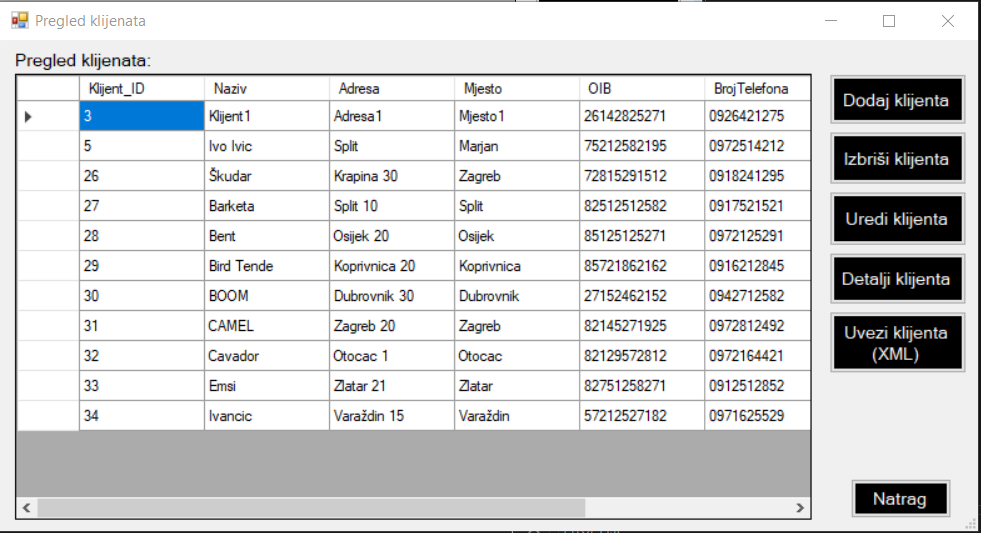 Pregled klijenata
Pregled klijenata:
Klijent_ID Naziv Adresa Mjesto OIB BrojTelefona
3 Klijent1 Adresa1 Mjesto1 26142825271 0926421275
5 Ivo Ivic Split Marjan 75212582195 0972514212
26 Škudar Krapina 30 Zagreb 72815291512 0918241295
27 Barketa Split 10 Split 82512512582 0917521521
28 Bent Osijek 20 Osijek 85125125271 0972125291
29 Bird Tende Koprivnica 20 Koprivnica 85721862162 0916212845
30 BOOM Dubrovnik 30 Dubrovnik 27152462152 0942712582
31 CAMEL Zagreb 20 Zagreb 82145271925 0972812492
32 Cavador Otocac 1 Otocac 82129572812 0972164421
33 Emsi Zlatar 21 Zlatar 82751258271 0912512852
34 Ivancic Varaždin 15 Varaždin 57212527182 0971625529
Dodaj klijenta
Izbriši klijenta
Uredi klijenta
Detalji klijenta
Uvezi klijenta
(XML)
Natrag